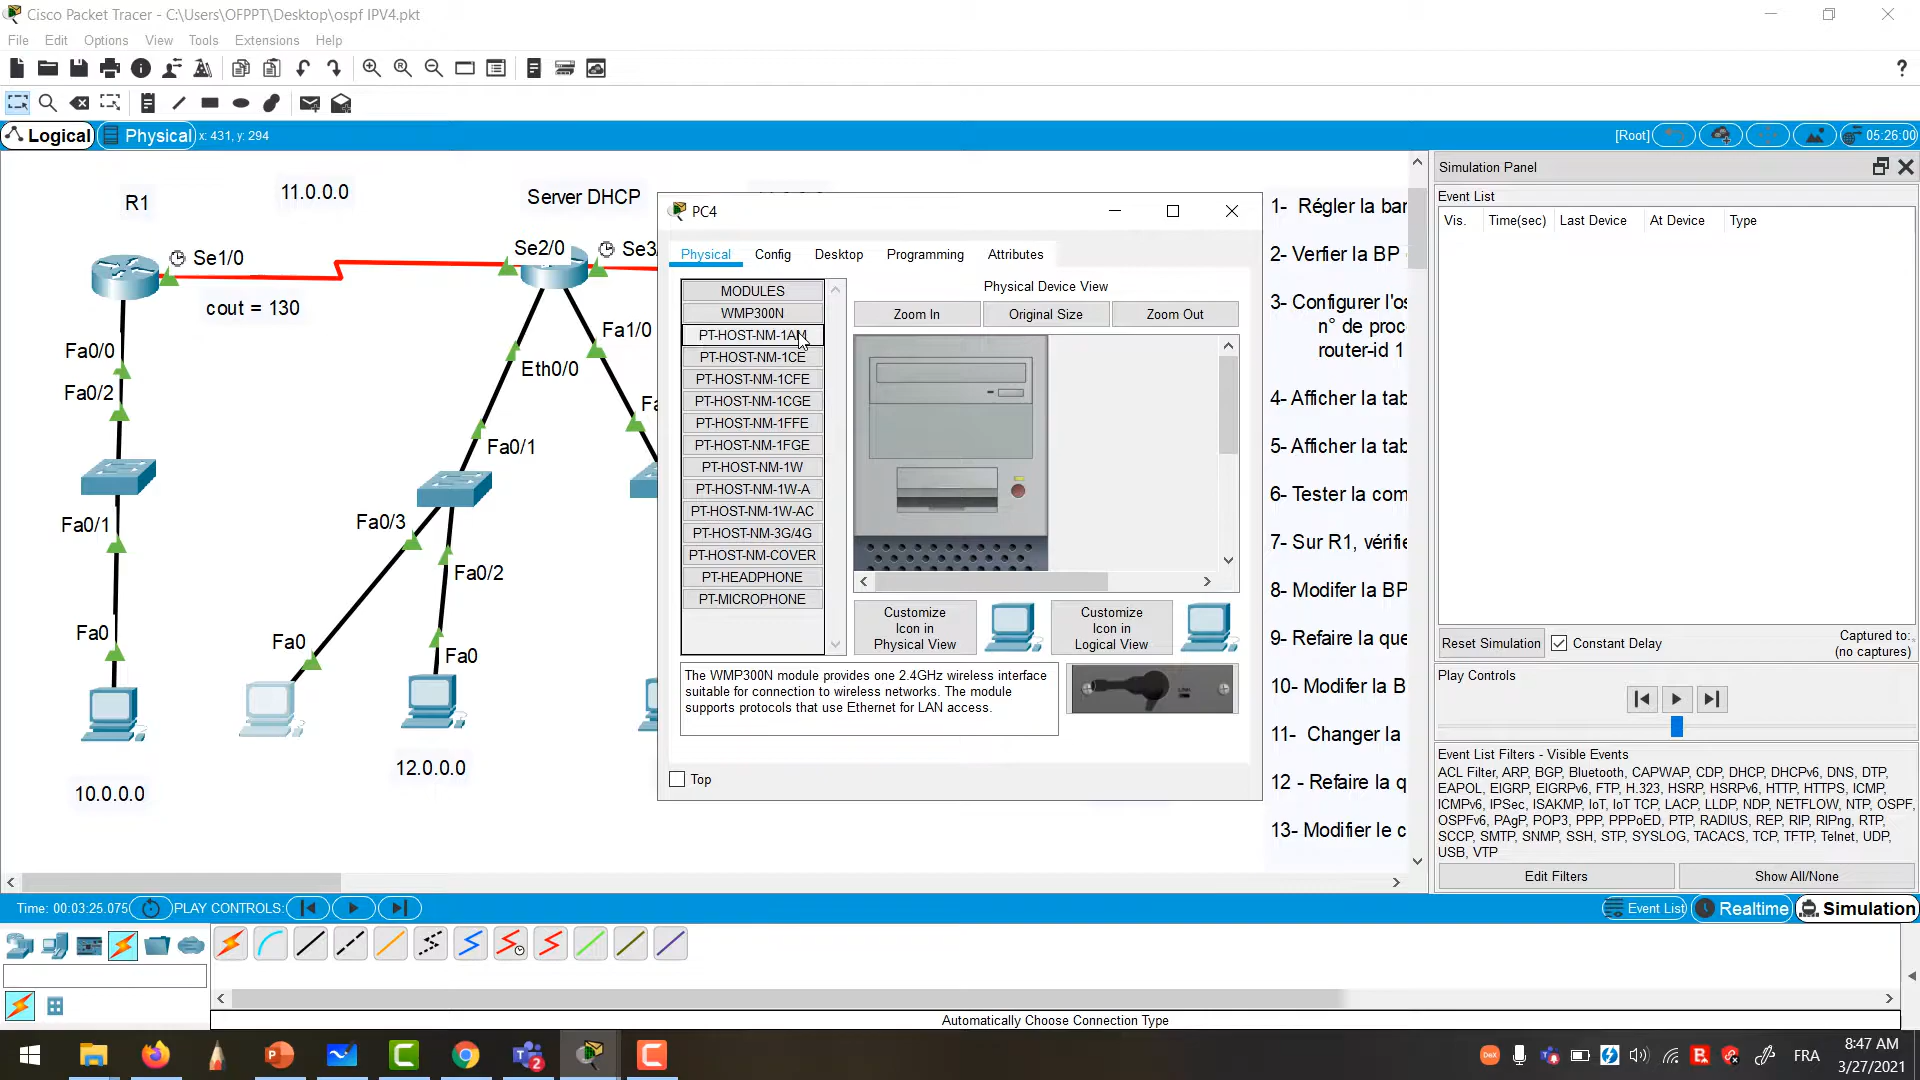 Cisco Packet Tracer - C:\Users\OFPPT\Desktop\ospf IPV4.pkt
File Edit Options View Tools Extensions Help
Logical Physical x: 431, y: 294
[Root] 05:26:00
R1
11.0.0.0
Server DHCP
Se1/0
Se2/0
Se3
cout = 130
Fa0/0
Fa0/2
Fa1/0
Eth0/0
Fa0/1
Fa0/1
Fa0/3
Fa0/2
Fa0
Fa0
Fa0
12.0.0.0
10.0.0.0
PC4
Physical Config Desktop Programming Attributes
MODULES
WMP300N
PT-HOST-NM-1AM
PT-HOST-NM-1CE
PT-HOST-NM-1CFE
PT-HOST-NM-1CGE
PT-HOST-NM-1FFE
PT-HOST-NM-1FGE
PT-HOST-NM-1W
PT-HOST-NM-1W-A
PT-HOST-NM-1W-AC
PT-HOST-NM-3G/4G
PT-HOST-NM-COVER
PT-HEADPHONE
PT-MICROPHONE
Physical Device View
Zoom In Original Size Zoom Out
Customize
Icon in
Physical View
Customize
Icon in
Logical View
The WMP300N module provides one 2.4GHz wireless interface
suitable for connection to wireless networks. The module
supports protocols that use Ethernet for LAN access.
Top
1- Régler la bar
2- Verfier la BP
3- Configurer l'os
n° de proc
router-id 1
4- Afficher la tab
5- Afficher la tab
6- Tester la com
7- Sur R1, vérifie
8- Modifer la BP
9- Refaire la que
10- Modifer la B
11- Changer la
12 - Refaire la q
13- Modifier le c
Simulation Panel
Event List
Vis. Time(sec) Last Device At Device Type
Reset Simulation Constant Delay
Captured to:
(no captures)
Play Controls
Event List Filters - Visible Events
ACL Filter, ARP, BGP, Bluetooth, CAPWAP, CDP, DHCP, DHCPv6, DNS, DTP,
EAPOL, EIGRP, EIGRPv6, FTP, H.323, HSRP, HSRPv6, HTTP, HTTPS, ICMP,
ICMPv6, IPSec, ISAKMP, IoT, IoT TCP, LACP, LLDP, NDP, NETFLOW, NTP, OSPF,
OSPFv6, PAgP, POP3, PPP, PPPoED, PTP, RADIUS, REP, RIP, RIPng, RTP,
SCCP, SMTP, SNMP, SSH, STP, SYSLOG, TACACS, TCP, TFTP, Telnet, UDP,
USB, VTP
Edit Filters Show All/None
Time: 00:03:25.075 PLAY CONTROLS:
Event List Realtime Simulation
Automatically Choose Connection Type
FRA
8:47 AM
3/27/2021